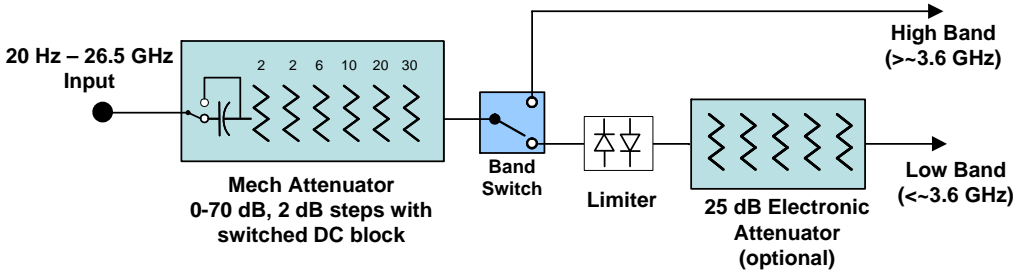 20 Hz – 26.5 GHz
Input
2 2 6 10 20 30
Mech Attenuator
0-70 dB, 2 dB steps with
switched DC block
Band
Switch
Limiter
25 dB Electronic
Attenuator
(optional)
High Band
(>~3.6 GHz)
Low Band
(<~3.6 GHz)